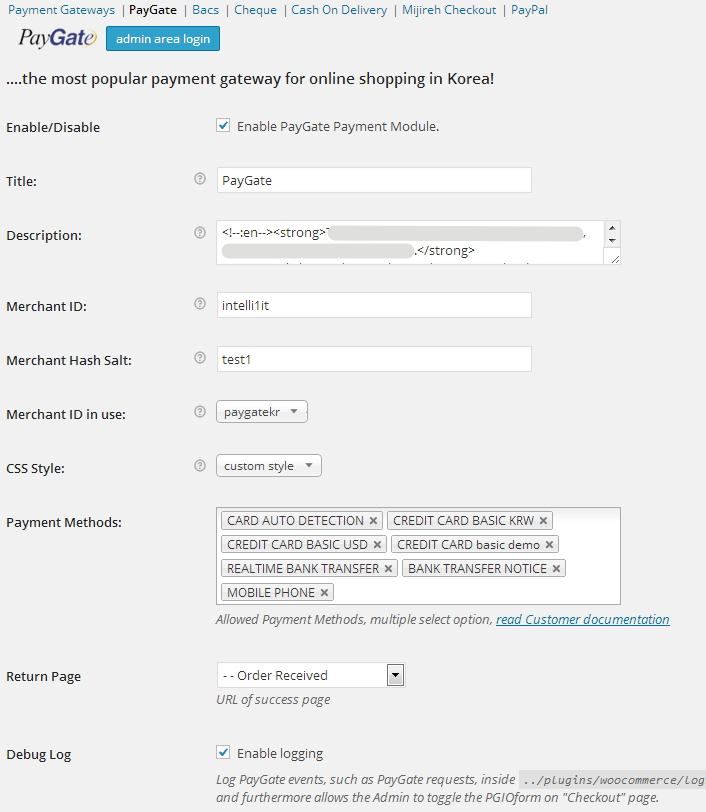 Payment Gateways | PayGate | Bacs | Cheque | Cash On Delivery | Mijireh Checkout | PayPal
PayGate admin area login
....the most popular payment gateway for online shopping in Korea!
Enable/Disable Enable PayGate Payment Module.
Title: PayGate
Description: <!--:en--><strong>
.</strong>
Merchant ID: intelli1it
Merchant Hash Salt: test1
Merchant ID in use: paygatekr
CSS Style: custom style
Payment Methods: CARD AUTO DETECTION × CREDIT CARD BASIC KRW ×
CREDIT CARD BASIC USD × CREDIT CARD basic demo ×
REALTIME BANK TRANSFER × BANK TRANSFER NOTICE ×
MOBILE PHONE ×
Allowed Payment Methods, multiple select option, read Customer documentation
Return Page - - Order Received
URL of success page
Debug Log Enable logging
Log PayGate events, such as PayGate requests, inside ../plugins/woocommerce/log
and furthermore allows the Admin to toggle the PGIOform on "Checkout" page.